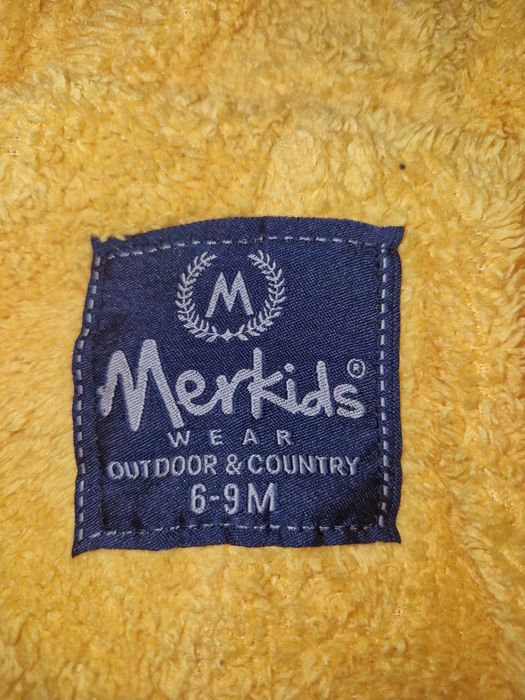 M
Merkids®
WEAR
OUTDOOR & COUNTRY
6-9M